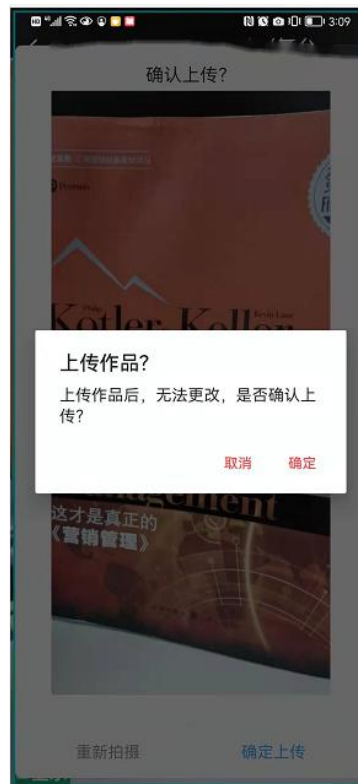 3:09
确认上传?
Pearson
Philip
Kevin Lane
Kotler Keller
上传作品?
上传作品后，无法更改，是否确认上
传?
取消 确定
这才是真正的
《营销管理》
重新拍摄 确定上传